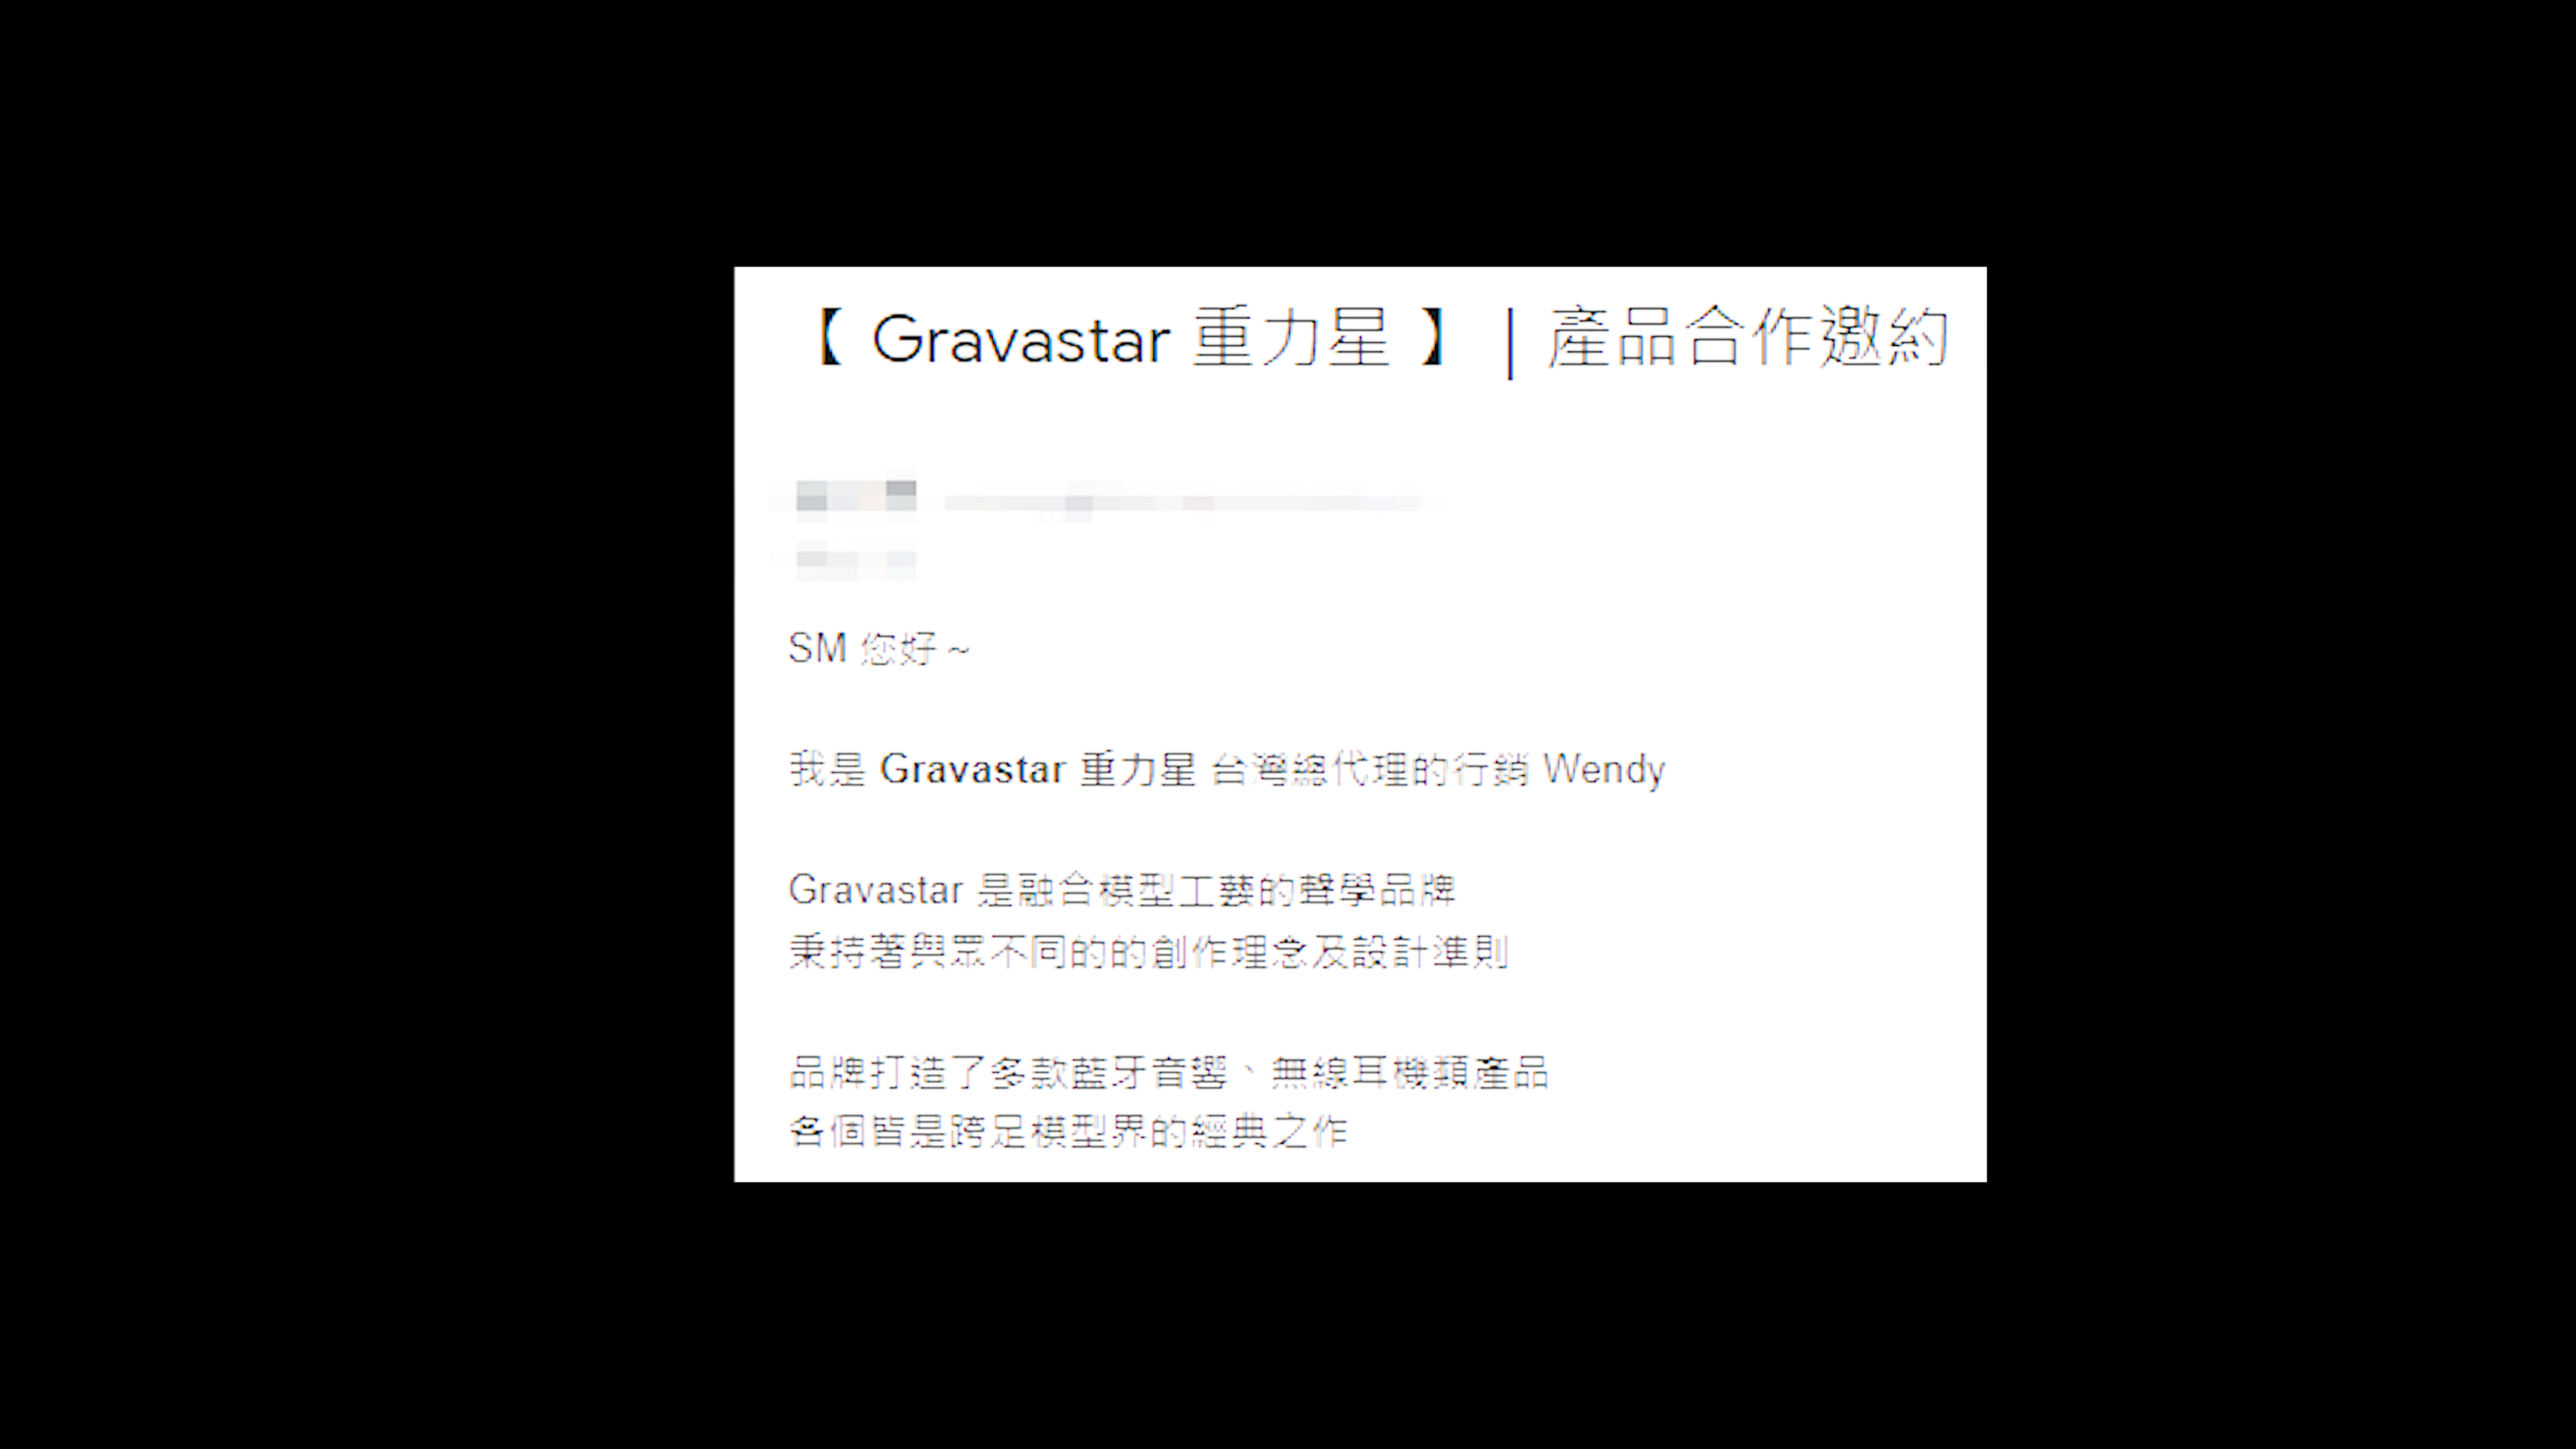 【 Gravastar 重力星 】｜產品合作邀約
SM 您好～
我是 Gravastar 重力星 台灣總代理的行銷 Wendy
Gravastar 是融合模型工藝的聲學品牌
秉持著與眾不同的的創作理念及設計準則
品牌打造了多款藍牙音響、無線耳機類產品
各個皆是跨足模型界的經典之作